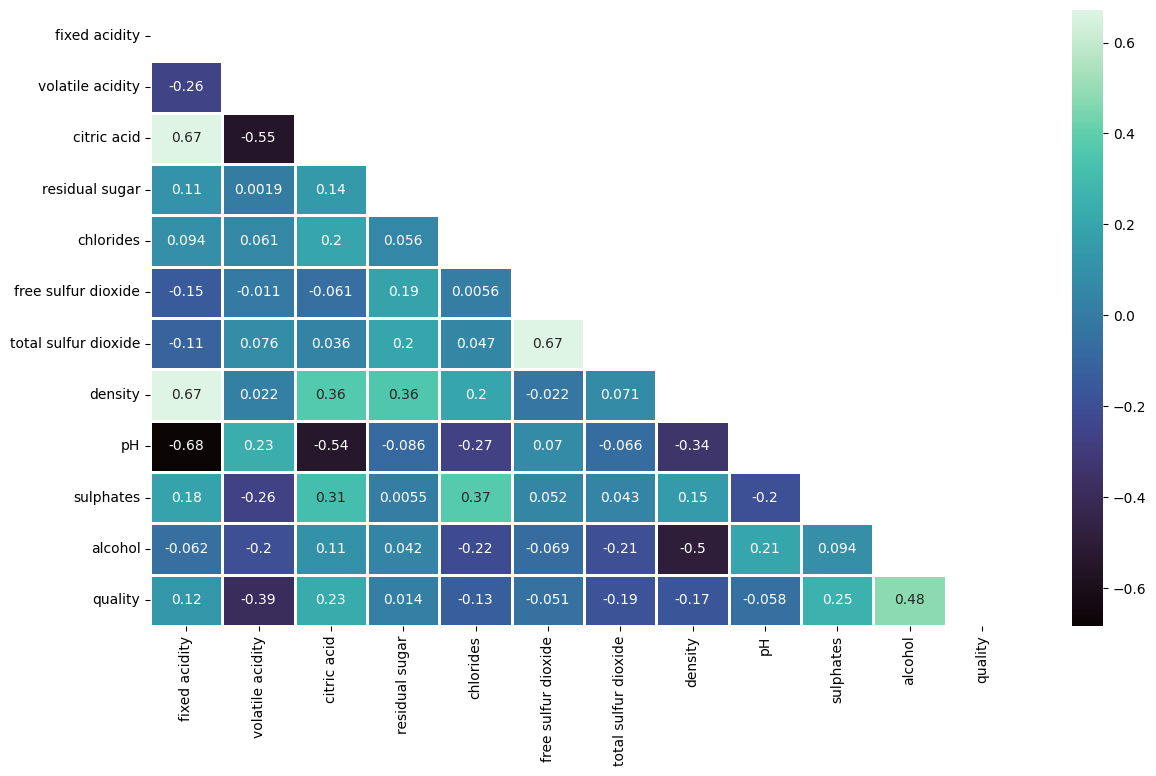 fixed acidity
volatile acidity -0.26
citric acid 0.67 -0.55
residual sugar 0.11 0.0019 0.14
chlorides 0.094 0.061 0.2 0.056
free sulfur dioxide -0.15 -0.011 -0.061 0.19 0.0056
total sulfur dioxide -0.11 0.076 0.036 0.2 0.047 0.67
density 0.67 0.022 0.36 0.36 0.2 -0.022 0.071
pH -0.68 0.23 -0.54 -0.086 -0.27 0.07 -0.066 -0.34
sulphates 0.18 -0.26 0.31 0.0055 0.37 0.052 0.043 0.15 -0.2
alcohol -0.062 -0.2 0.11 0.042 -0.22 -0.069 -0.21 -0.5 0.21 0.094
quality 0.12 -0.39 0.23 0.014 -0.13 -0.051 -0.19 -0.17 -0.058 0.25 0.48
fixed acidity
volatile acidity
citric acid
residual sugar
chlorides
free sulfur dioxide
total sulfur dioxide
density
pH
sulphates
alcohol
quality
0.6
0.4
0.2
0.0
−0.2
−0.4
−0.6